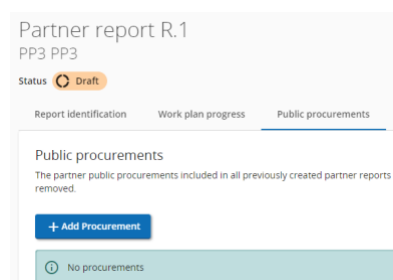 Partner report R.1
PP3 PP3
Status Draft
Report identification Work plan progress Public procurements
Public procurements
The partner public procurements included in all previously created partner reports
removed.
+ Add Procurement
No procurements